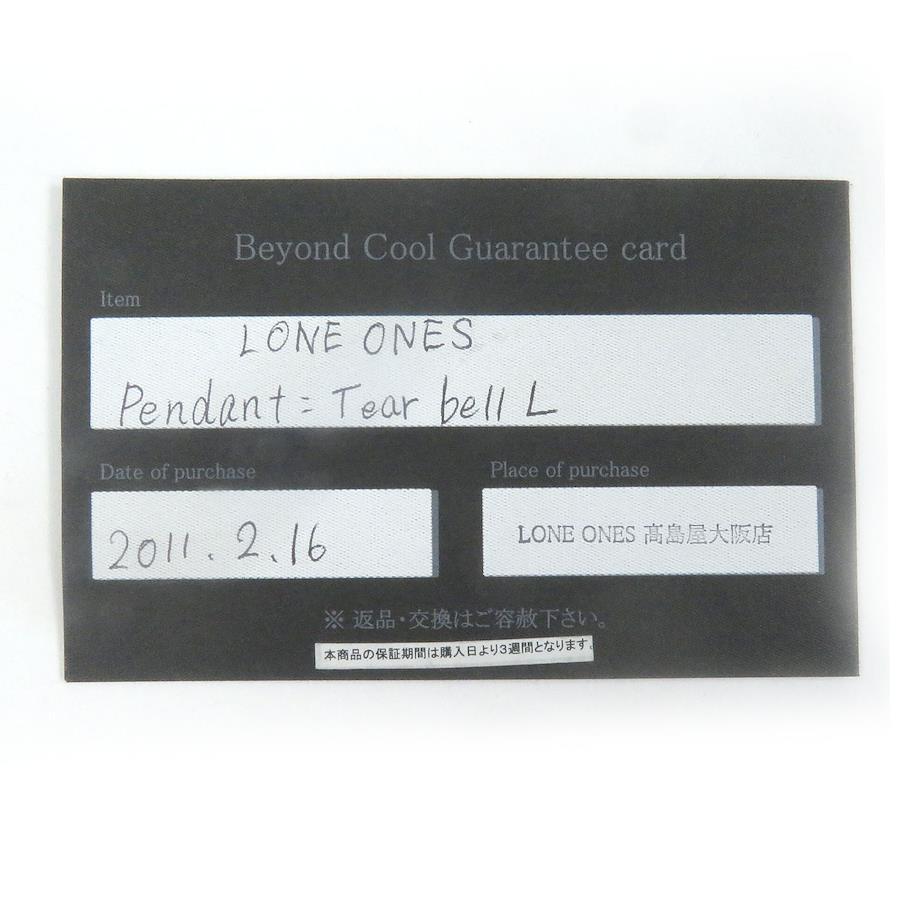 Beyond Cool Guarantee card
Item
LONE ONES
Pendant = Tear bell L
Date of purchase
Place of purchase
2011. 2. 16
LONE ONES 髙島屋大阪店
※ 返品・交換はご容赦下さい。
本商品の保証期間は購入日より3週間となります。